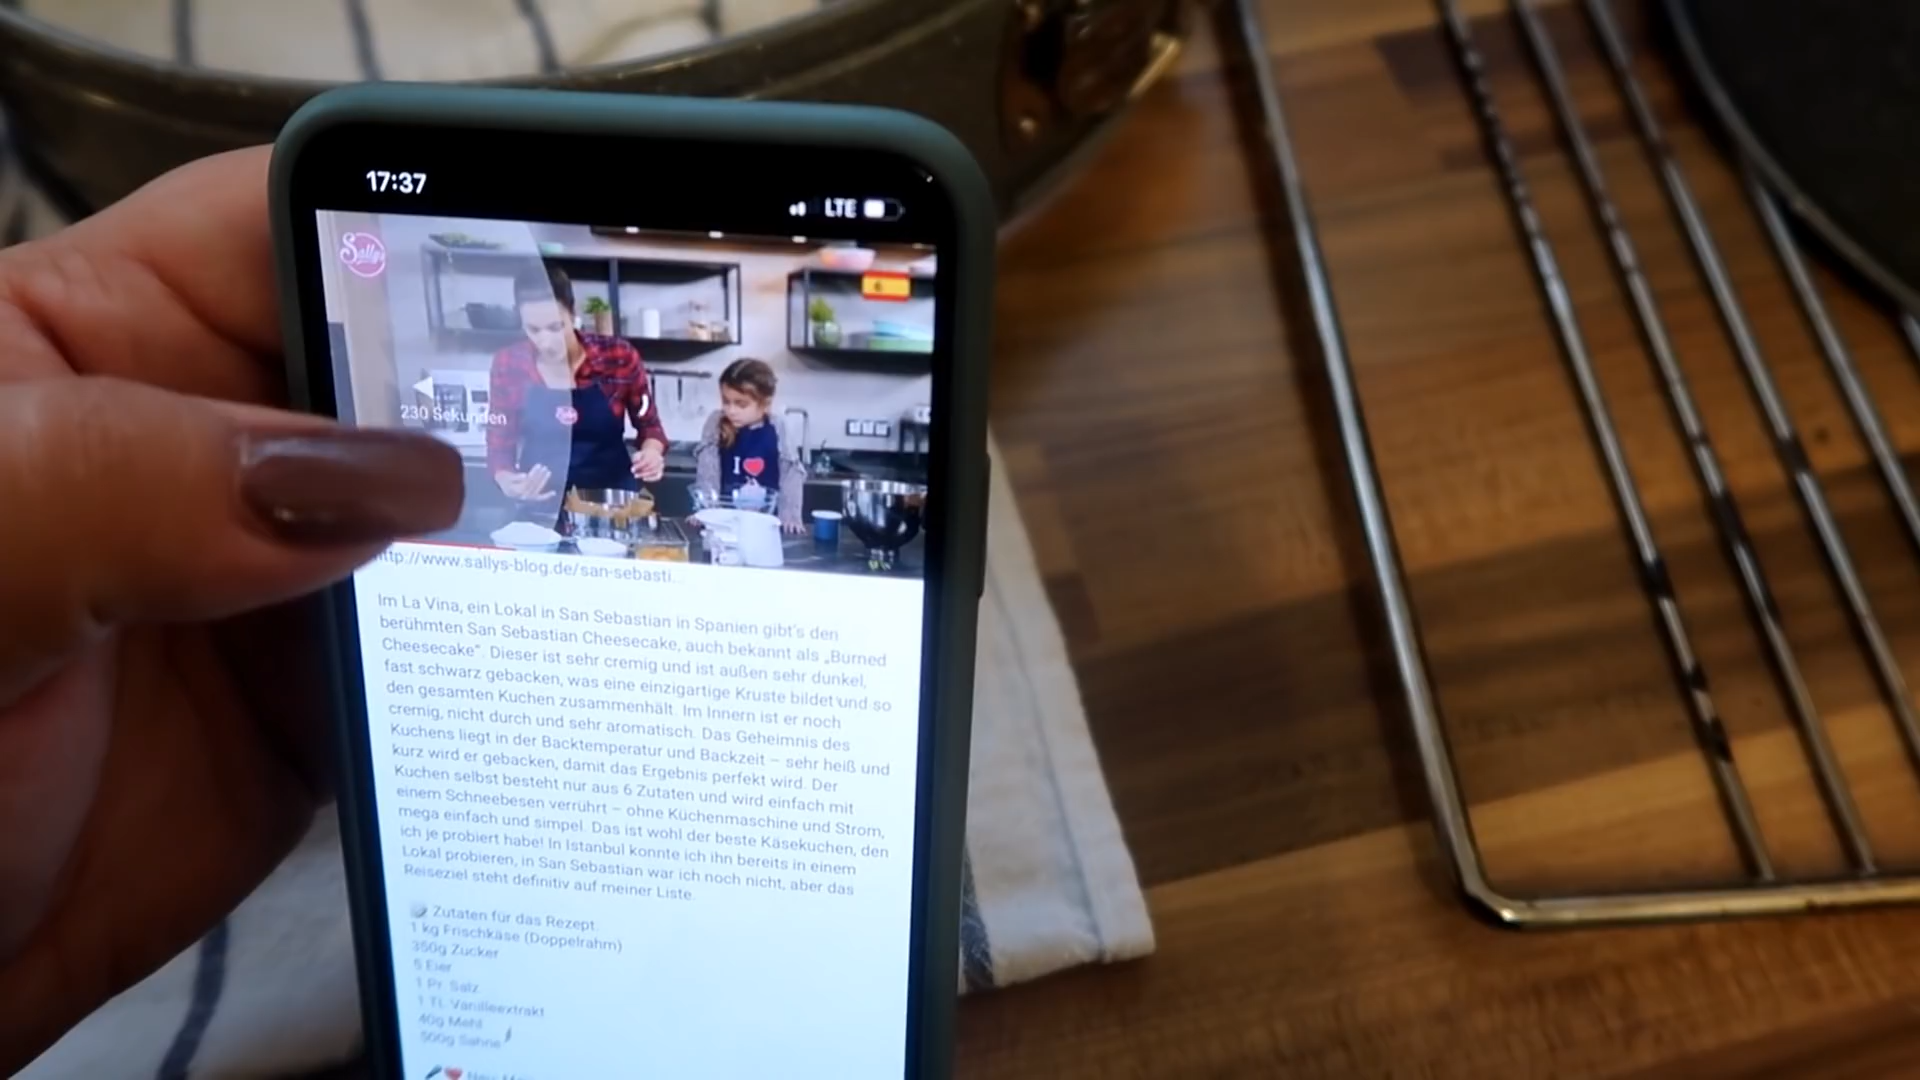 17:37
LTE
Sallys
230 Sekunden
I
http://www.sallys-blog.de/san-sebasti...
Im La Vina, ein Lokal in San Sebastian in Spanien gibt's den
berühmten San Sebastian Cheesecake, auch bekannt als „Burned
Cheesecake". Dieser ist sehr cremig und ist außen sehr dunkel,
fast schwarz gebacken, was eine einzigartige Kruste bildet und so
den gesamten Kuchen zusammenhält. Im Innern ist er noch
cremig, nicht durch und sehr aromatisch. Das Geheimnis des
Kuchens liegt in der Backtemperatur und Backzeit – sehr heiß und
kurz wird er gebacken, damit das Ergebnis perfekt wird. Der
Kuchen selbst besteht nur aus 6 Zutaten und wird einfach mit
einem Schneebesen verrührt – ohne Küchenmaschine und Strom,
mega einfach und simpel. Das ist wohl der beste Käsekuchen, den
ich je probiert habe! In Istanbul konnte ich ihn bereits in einem
Lokal probieren, in San Sebastian war ich noch nicht, aber das
Reiseziel steht definitiv auf meiner Liste.
Zutaten für das Rezept:
1 kg Frischkäse (Doppelrahm)
350g Zucker
5 Eier
1 Pr. Salz
1 TL Vanilleextrakt
40g Mehl
500g Sahne